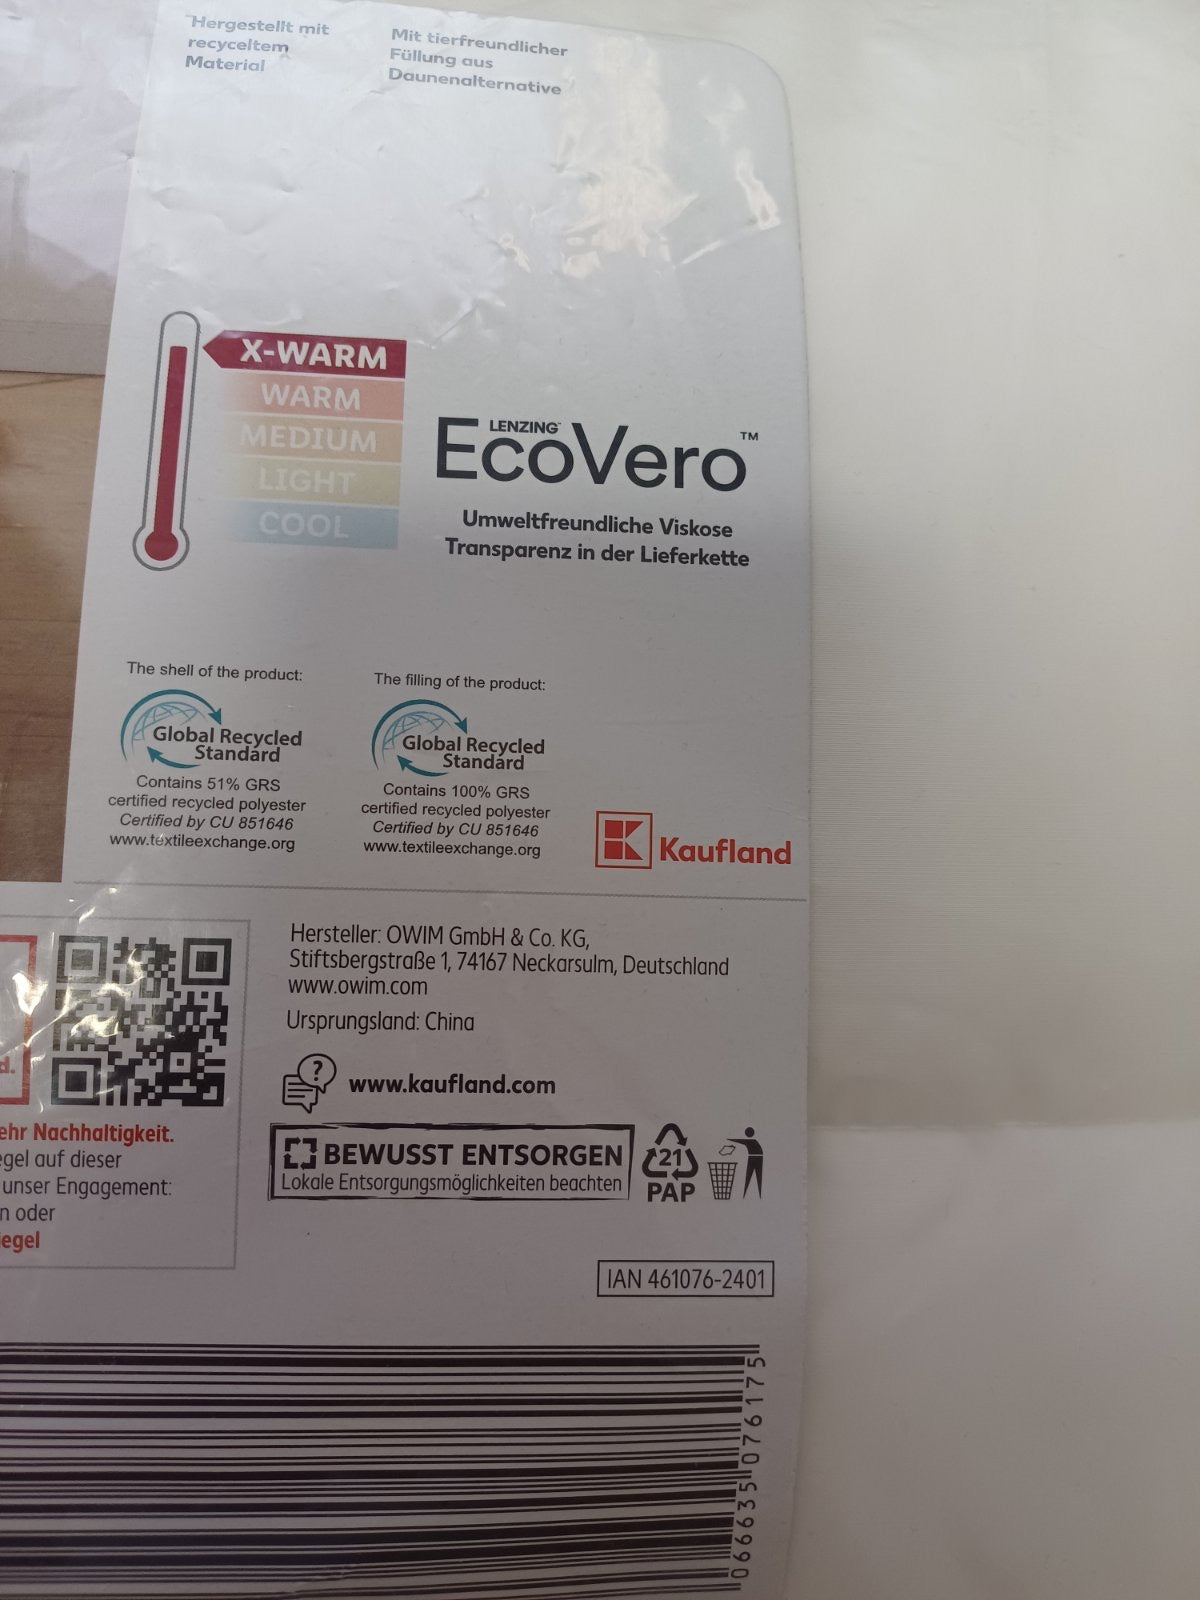 Hergestellt mit
recyceltem
Material
Mit tierfreundlicher
Füllung aus
Daunenalternative
X-WARM
WARM
MEDIUM
LIGHT
COOL
LENZING™
EcoVero™
Umweltfreundliche Viskose
Transparenz in der Lieferkette
The shell of the product:
Global Recycled
Standard
Contains 51% GRS
certified recycled polyester
Certified by CU 851646
www.textileexchange.org
The filling of the product:
Global Recycled
Standard
Contains 100% GRS
certified recycled polyester
Certified by CU 851646
www.textileexchange.org
Kaufland
d.
ehr Nachhaltigkeit.
egel auf dieser
unser Engagement:
n oder
iegel
Hersteller: OWIM GmbH & Co. KG,
Stiftsbergstraße 1, 74167 Neckarsulm, Deutschland
www.owim.com
Ursprungsland: China
?
www.kaufland.com
BEWUSST ENTSORGEN
Lokale Entsorgungsmöglichkeiten beachten
21
PAP
IAN 461076-2401
066635 076175